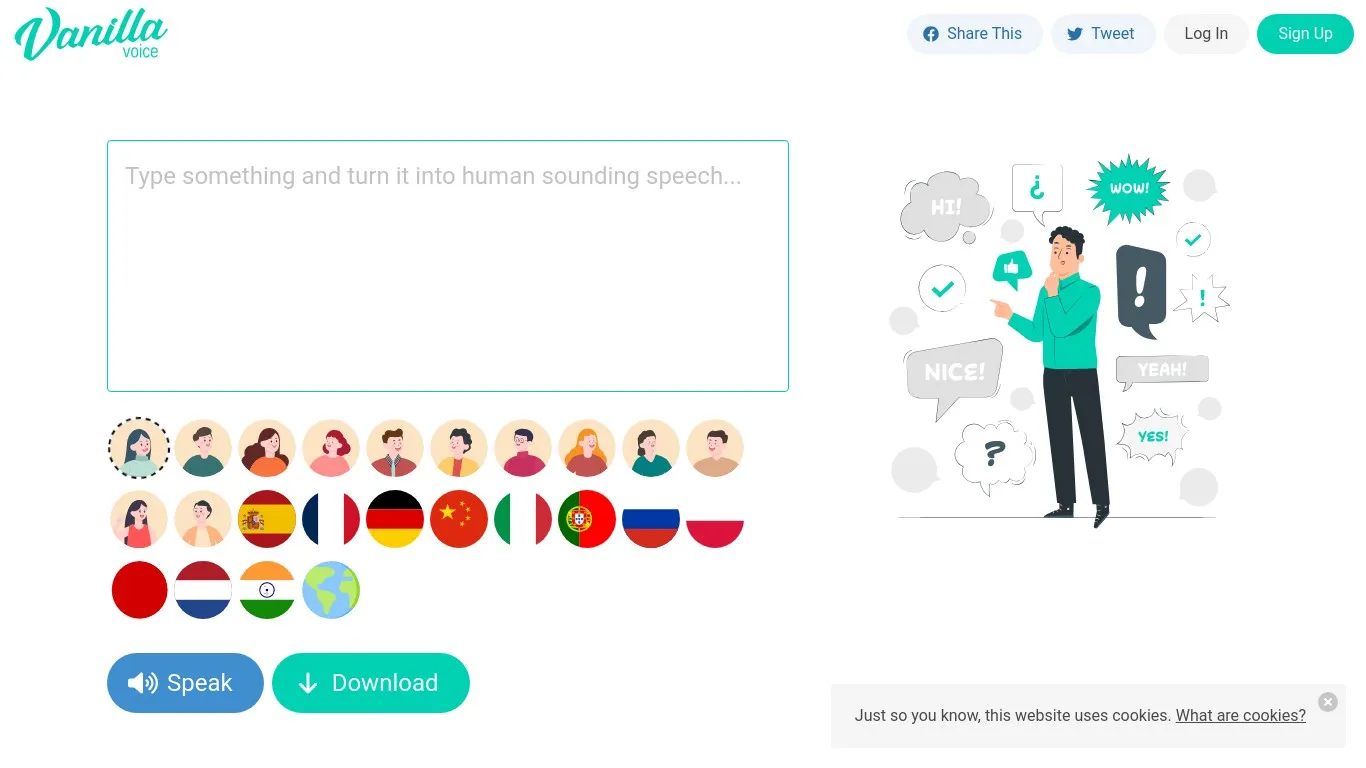 Vanilla
voice
Share This
Tweet
Log In
Sign Up
Type something and turn it into human sounding speech...
HI!
¿
WOW!
!
!
NICE!
YEAH!
?
YES!
Speak
Download
Just so you know, this website uses cookies. What are cookies?